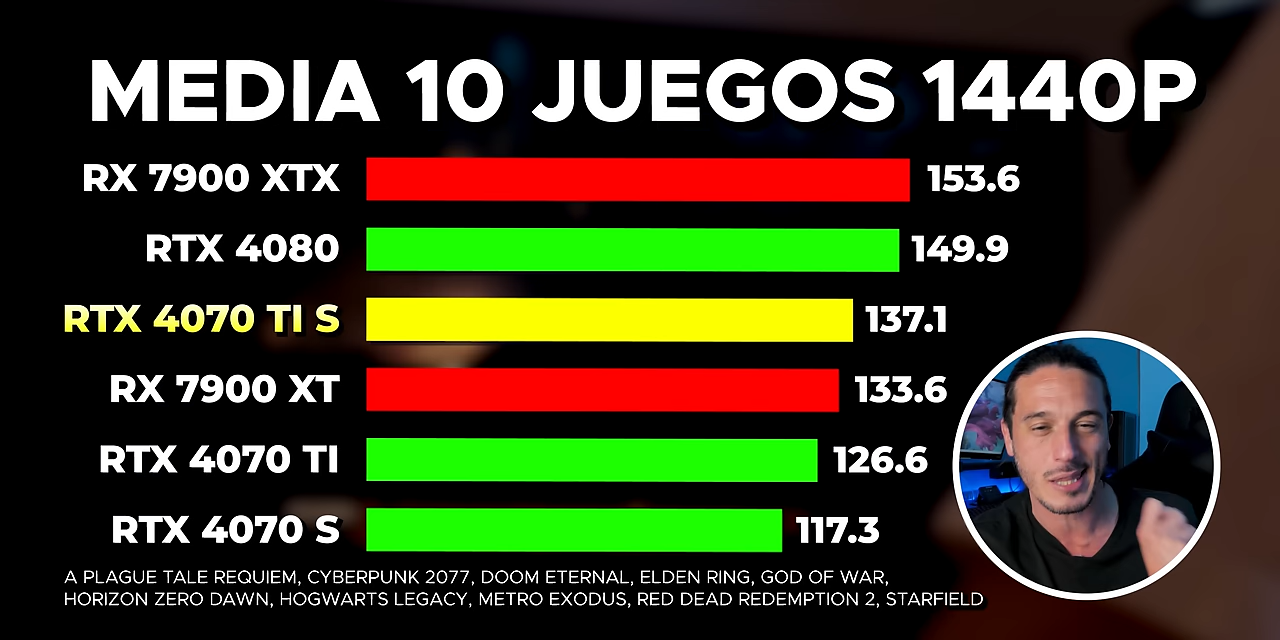 MEDIA 10 JUEGOS 1440P
RX 7900 XTX 153.6
RTX 4080 149.9
RTX 4070 TI S 137.1
RX 7900 XT 133.6
RTX 4070 TI 126.6
RTX 4070 S 117.3
A PLAGUE TALE REQUIEM, CYBERPUNK 2077, DOOM ETERNAL, ELDEN RING, GOD OF WAR,
HORIZON ZERO DAWN, HOGWARTS LEGACY, METRO EXODUS, RED DEAD REDEMPTION 2, STARFIELD